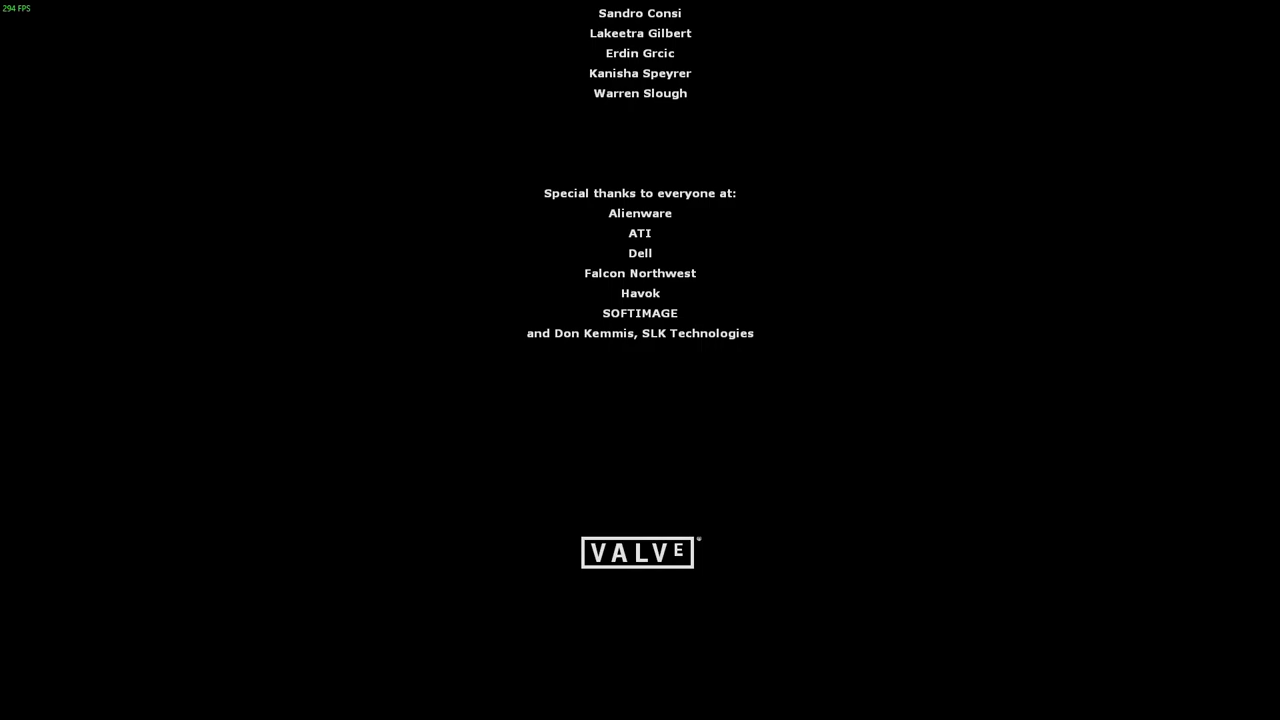 294 FPS
Sandro Consi
Lakeetra Gilbert
Erdin Grcic
Kanisha Speyrer
Warren Slough
Special thanks to everyone at:
Alienware
ATI
Dell
Falcon Northwest
Havok
SOFTIMAGE
and Don Kemmis, SLK Technologies
VALVE®